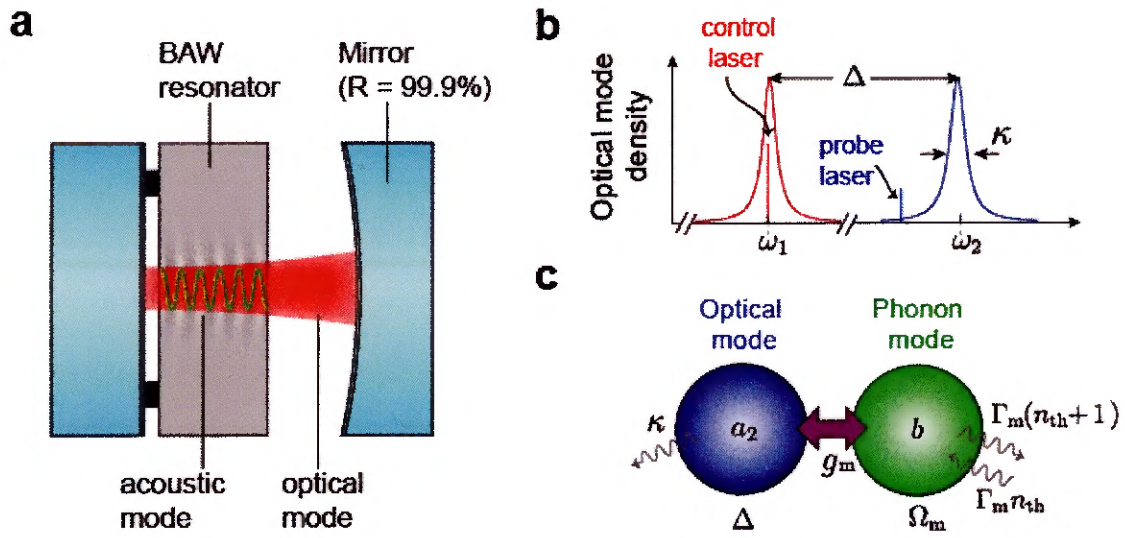 a
BAW
resonator
Mirror
(R = 99.9%)
acoustic
mode
optical
mode
b
Optical mode
density
control
laser
Δ
probe
laser
κ
ω₁
ω₂
c
Optical
mode
Phonon
mode
κ
a₂
gₘ
b
Γₘ(nₜₕ+1)
Γₘnₜₕ
Δ
Ωₘ